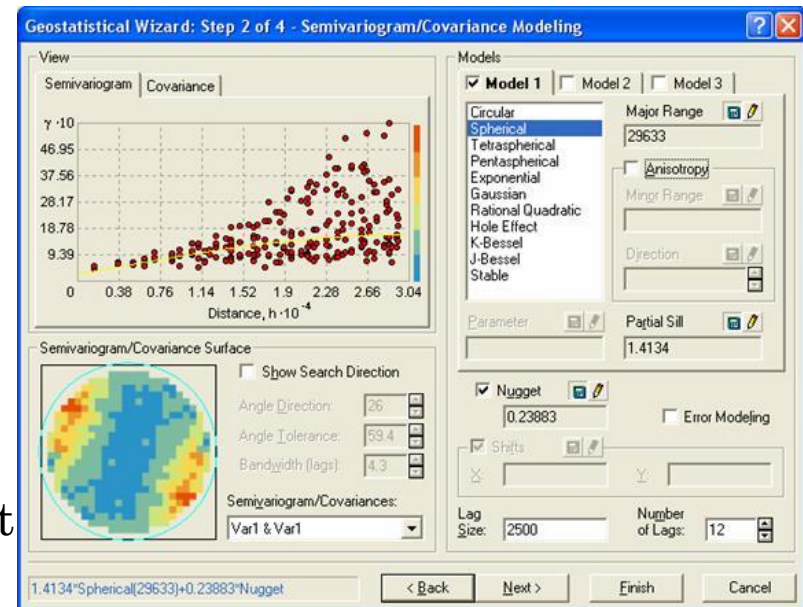 Geostatistical Wizard: Step 2 of 4 - Semivariogram/Covariance Modeling
View
Semivariogram
Covariance
γ ·10
46.95
37.56
28.17
18.78
9.39
0 0.38 0.76 1.14 1.52 1.9 2.28 2.66 3.04
Distance, h ·10 -4
Semivariogram/Covariance Surface
Show Search Direction
Angle Direction: 26
Angle Tolerance: 59.4
Bandwidth (lags): 4.3
Semivariogram/Covariances:
Var1 & Var1
t
Models
Model 1
Model 2
Model 3
Circular
Spherical
Tetraspherical
Pentaspherical
Exponential
Gaussian
Rational Quadratic
Hole Effect
K-Bessel
J-Bessel
Stable
Major Range
29633
Anisotropy
Minor Range
Direction
Parameter
Partial Sill
1.4134
Nugget
0.23883
Error Modeling
Shifts
X:
Y:
Lag Size: 2500
Number of Lags: 12
1.4134*Spherical(29633)+0.23883*Nugget
< Back
Next >
Finish
Cancel